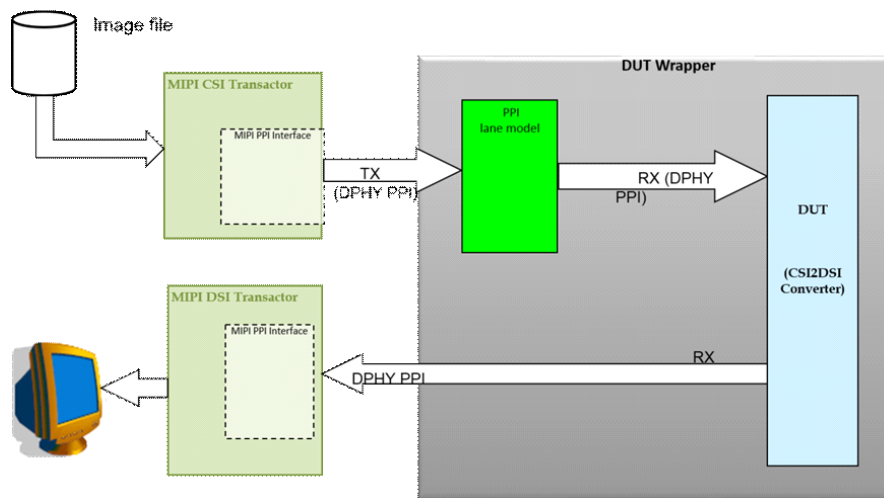 Image file
DUT Wrapper
MIPI CSI Transactor
MIPI PPI Interface
PPI
lane model
TX
(DPHY PPI)
RX (DPHY
PPI)
DUT
(CSI2DSI
Converter)
MIPI DSI Transactor
MIPI PPI Interface
RX
DPHY PPI